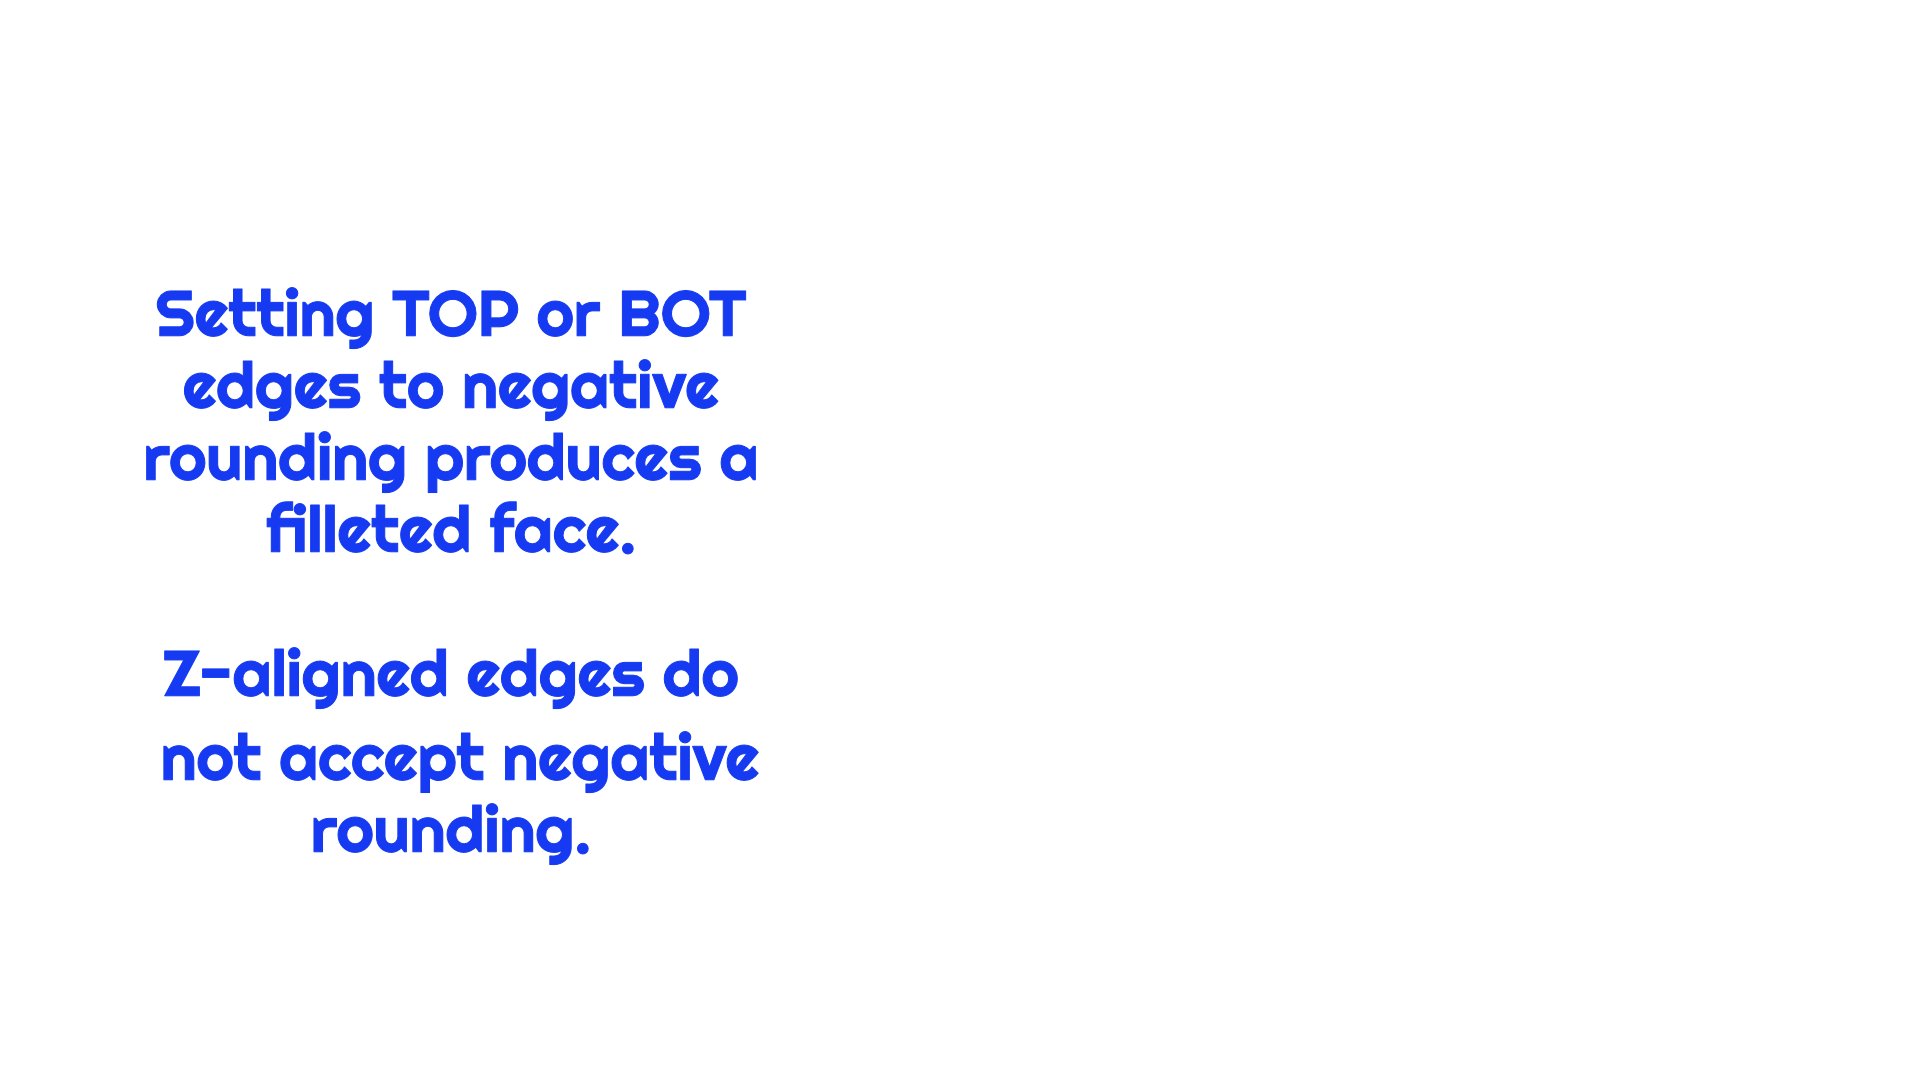 Setting TOP or BOT
edges to negative
rounding produces a
filleted face.
Z-aligned edges do
not accept negative
rounding.